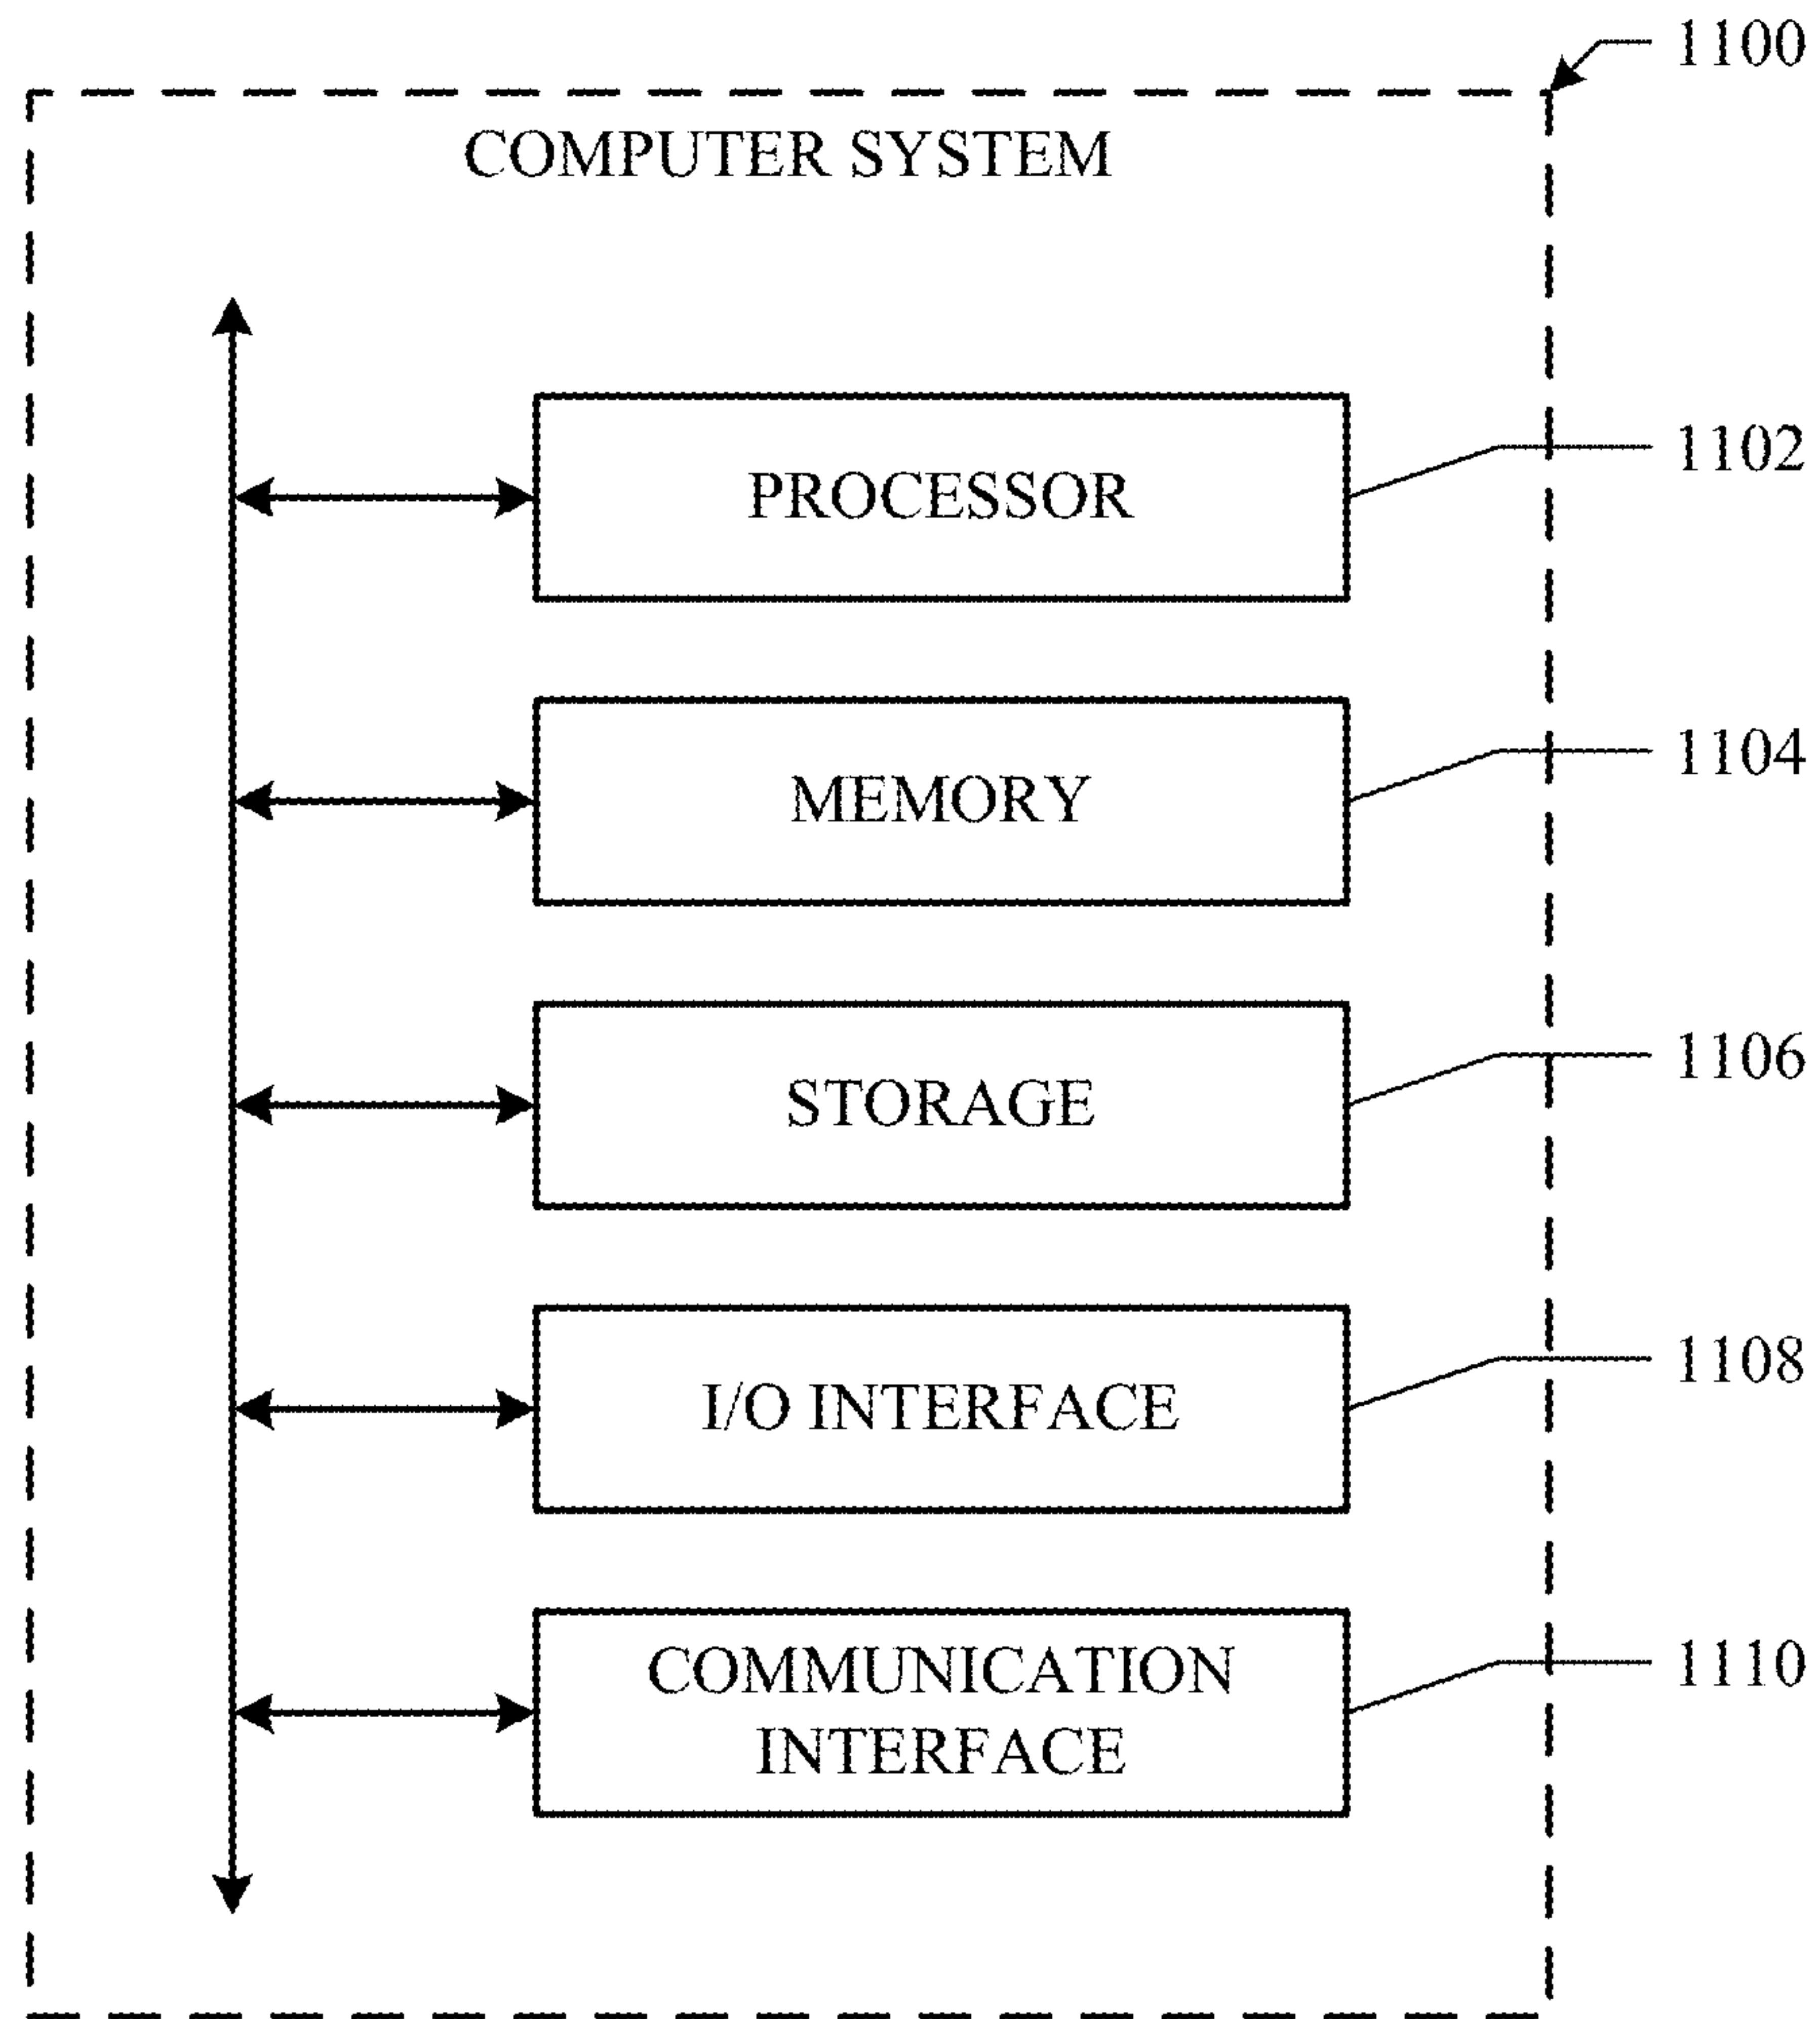 1100
COMPUTER SYSTEM
PROCESSOR
1102
MEMORY
1104
STORAGE
1106
I/O INTERFACE
1108
COMMUNICATION
INTERFACE
1110